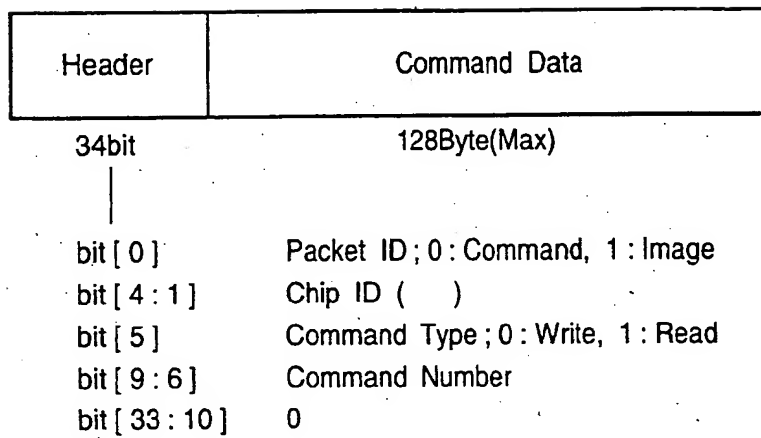 Header Command Data
34bit 128Byte(Max)
bit [ 0 ] Packet ID ; 0 : Command, 1 : Image
bit [ 4 : 1 ] Chip ID ( )
bit [ 5 ] Command Type ; 0 : Write, 1 : Read
bit [ 9 : 6 ] Command Number
bit [ 33 : 10 ] 0